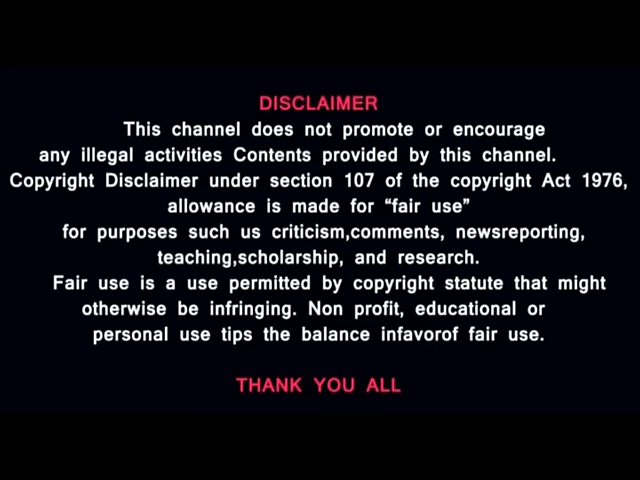 DISCLAIMER
This channel does not promote or encourage
any illegal activities Contents provided by this channel.
Copyright Disclaimer under section 107 of the copyright Act 1976,
allowance is made for “fair use”
for purposes such us criticism,comments, newsreporting,
teaching,scholarship, and research.
Fair use is a use permitted by copyright statute that might
otherwise be infringing. Non profit, educational or
personal use tips the balance infavorof fair use.
THANK YOU ALL